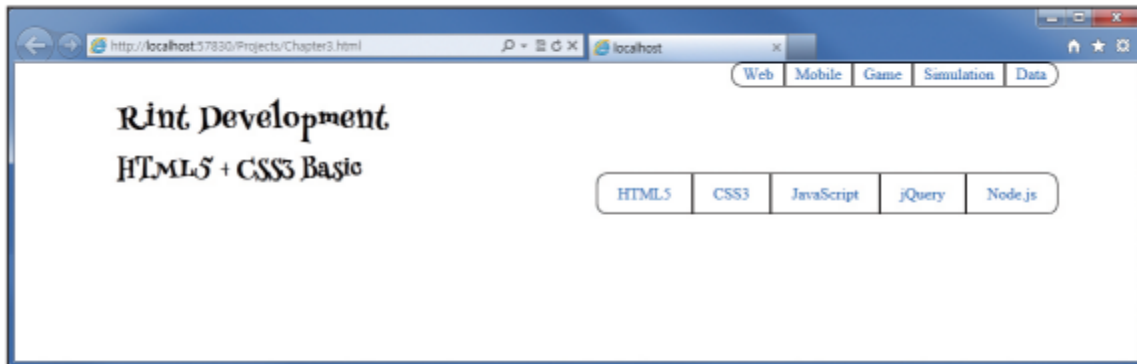 http://localhost:57830/Projects/Chapter3.html
localhost
Web Mobile Game Simulation Data
Rint Development
HTML5 + CSS3 Basic
HTML5 CSS3 JavaScript jQuery Node.js